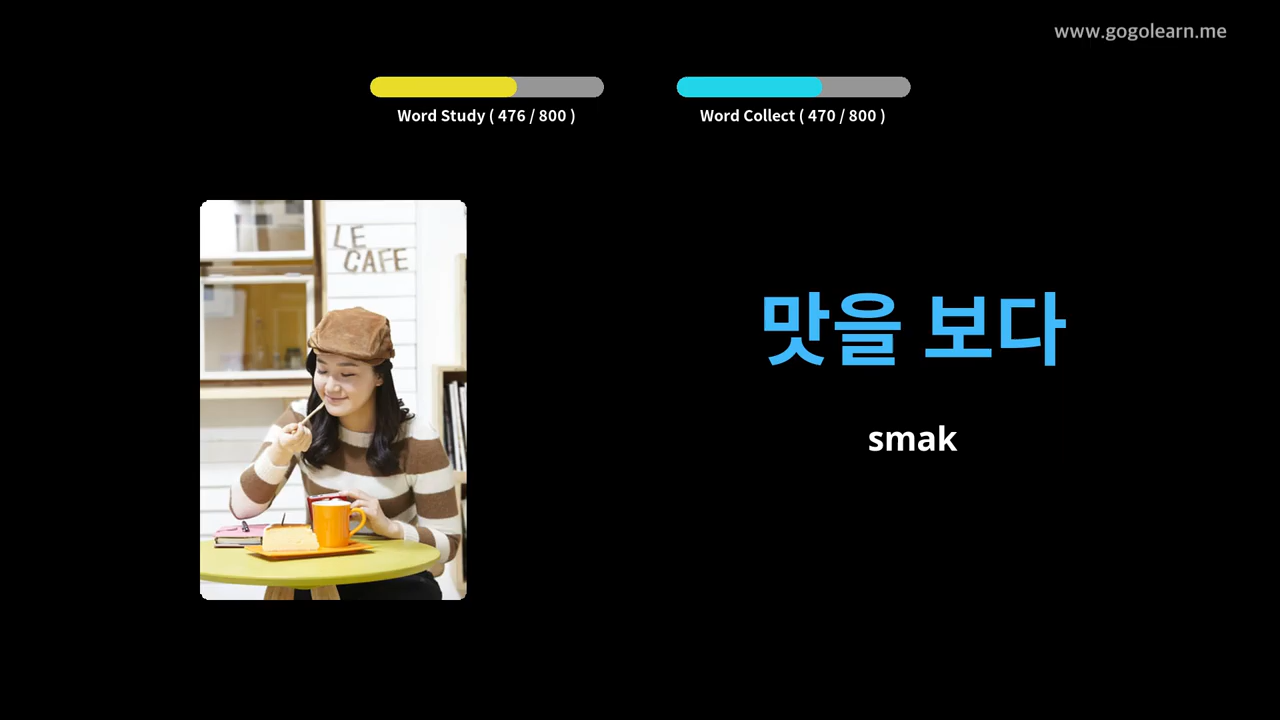 www.gogolearn.me
Word Study ( 476 / 800 )
Word Collect ( 470 / 800 )
LE
CAFE
맛을 보다
smak